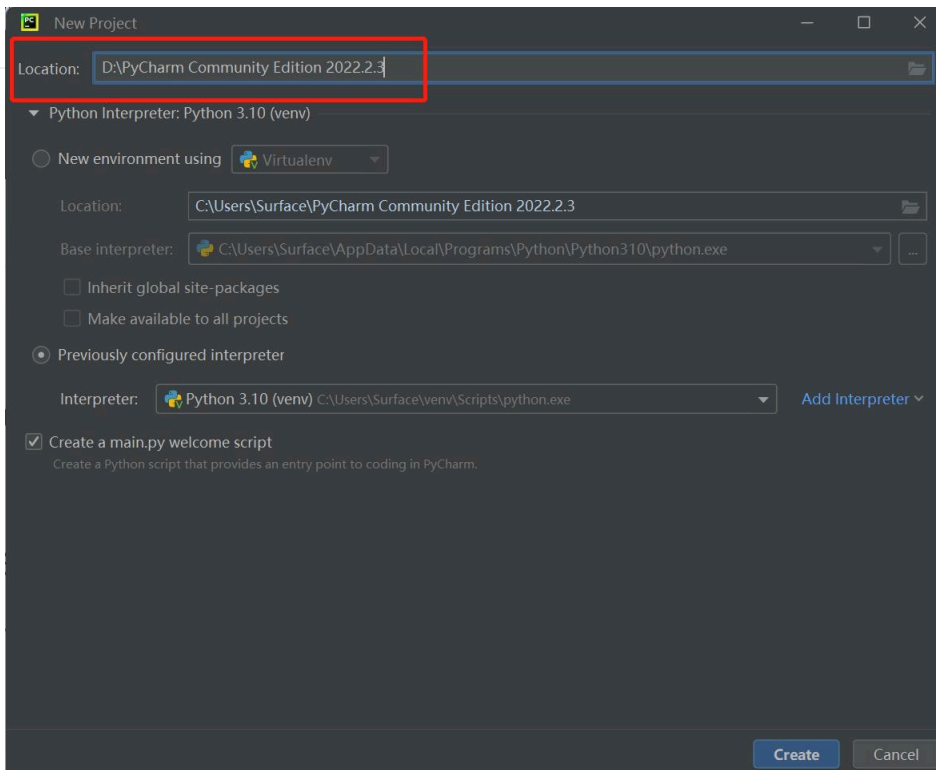 New Project
Location: D:\PyCharm Community Edition 2022.2.3
Python Interpreter: Python 3.10 (venv)
New environment using Virtualenv
Location: C:\Users\Surface\PyCharm Community Edition 2022.2.3
Base interpreter: C:\Users\Surface\AppData\Local\Programs\Python\Python310\python.exe ...
Inherit global site-packages
Make available to all projects
Previously configured interpreter
Interpreter: Python 3.10 (venv) C:\Users\Surface\venv\Scripts\python.exe Add Interpreter
Create a main.py welcome script
Create a Python script that provides an entry point to coding in PyCharm.
Create Cancel